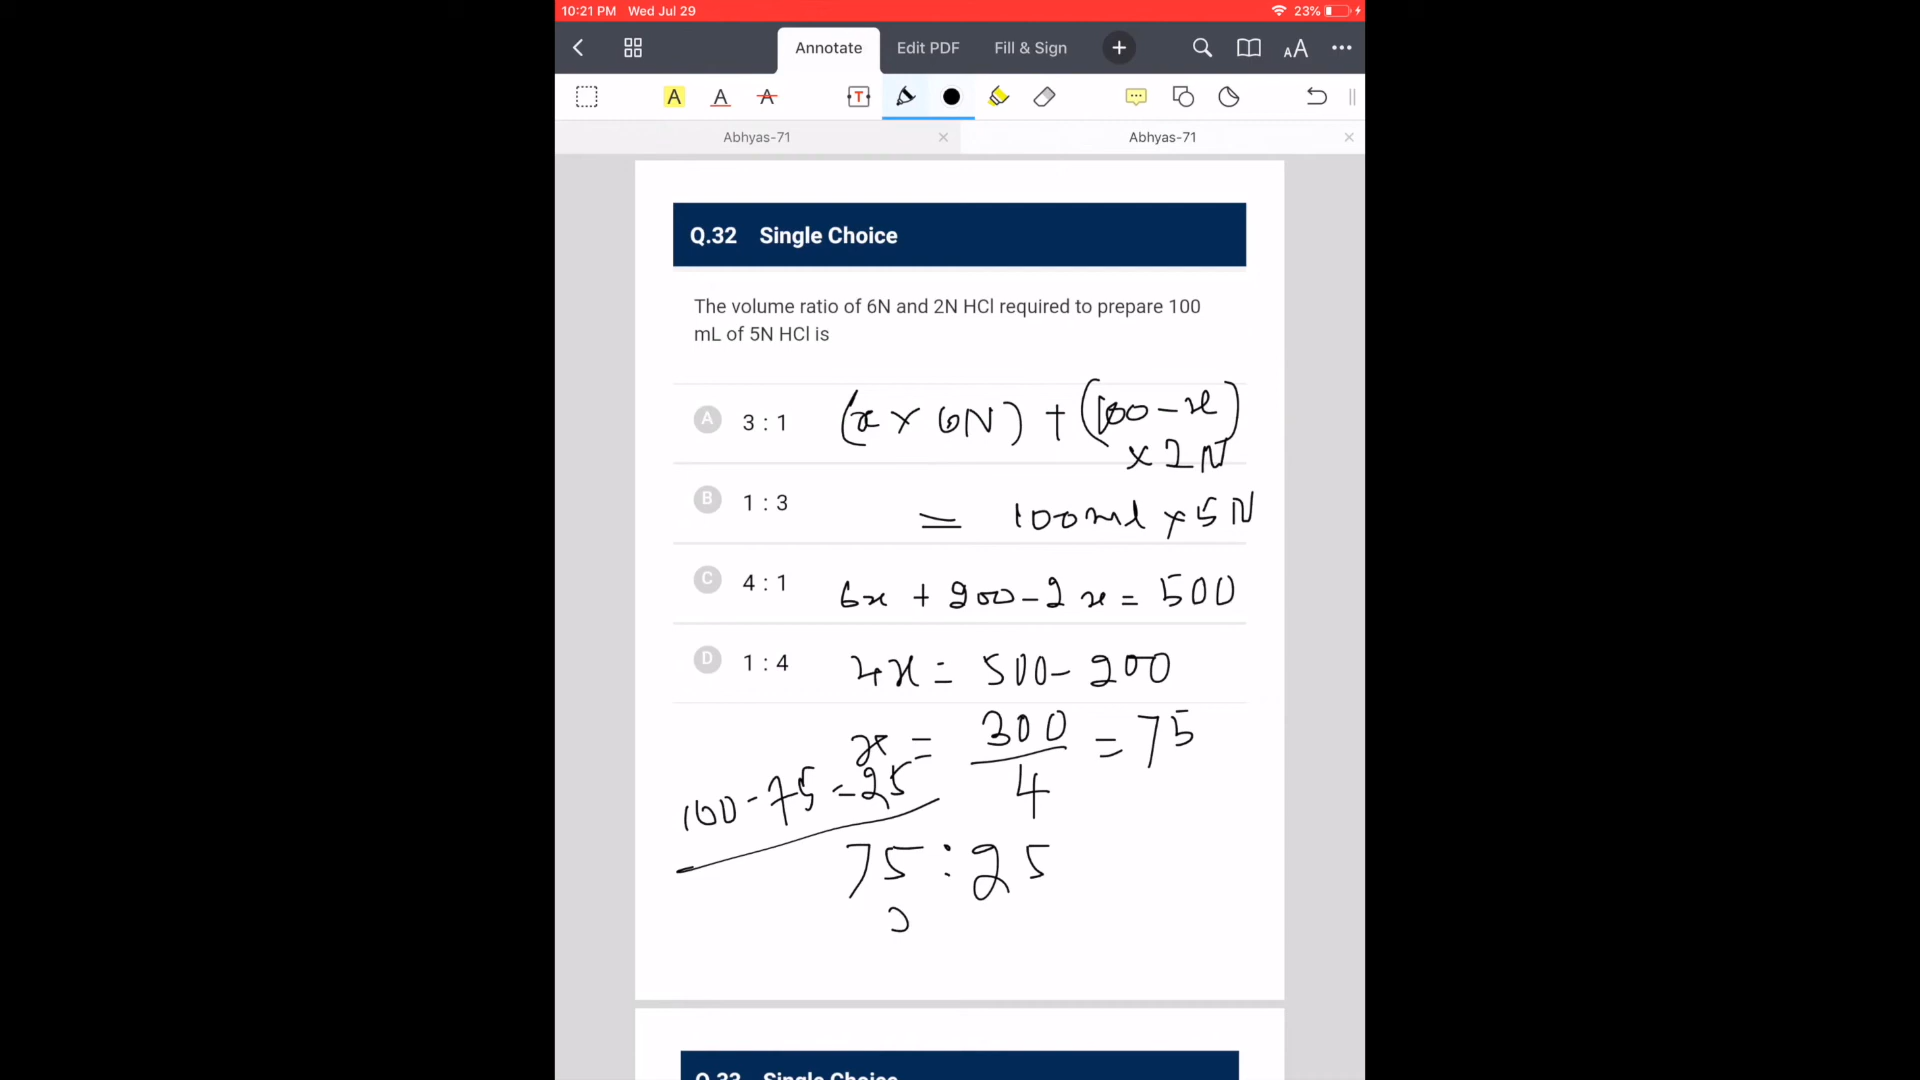 10:21 PM Wed Jul 29
23%
Annotate Edit PDF Fill & Sign
Abhyas-71
Abhyas-71
Q.32 Single Choice
The volume ratio of 6N and 2N HCl required to prepare 100
mL of 5N HCl is
A 3 : 1
(x × 6N) + (100 - x)
× 2N
B 1 : 3
= 100ml × 5N
C 4 : 1
6x + 200 - 2x = 500
D 1 : 4
4x = 500 - 200
x = 300/4 = 75
100 - 75 = 25
75 : 25
Q.33 Single Choice